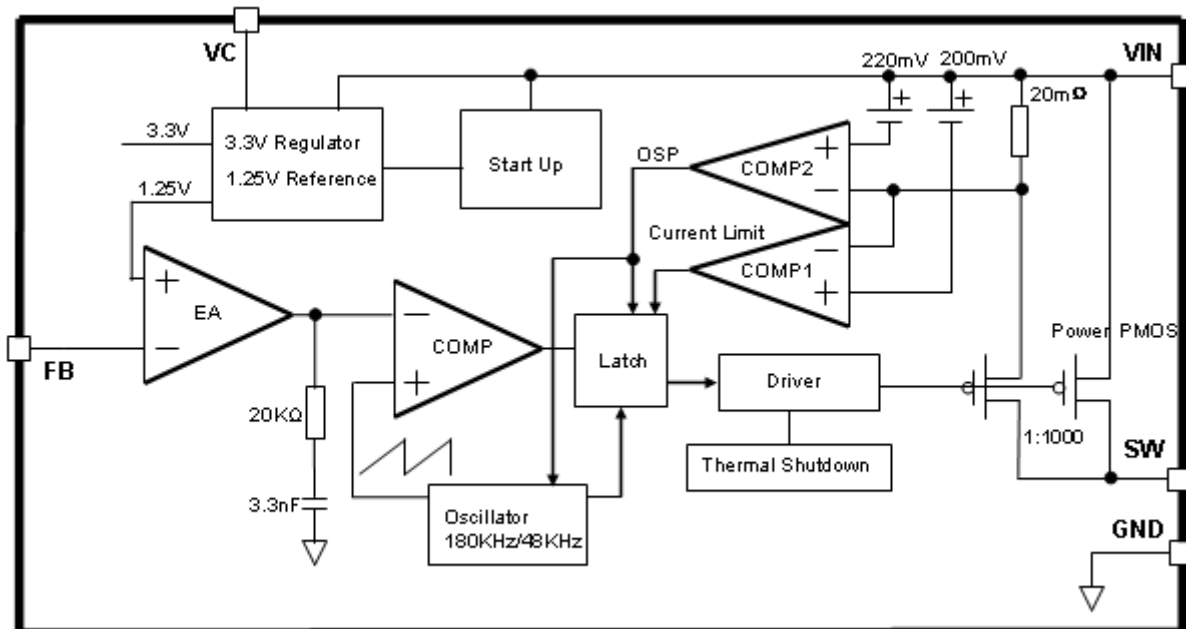 VC
220mV 200mV
VIN
20mΩ
3.3V
3.3V Regulator
1.25V Reference
1.25V
Start Up
OSP
+
+
+
COMP2
−
Current Limit
−
COMP1
+
+
EA
−
FB
−
COMP
+
Latch
Driver
Power PMOS
1:1000
20KΩ
Thermal Shutdown
SW
3.3nF
Oscillator
180KHz/48KHz
GND